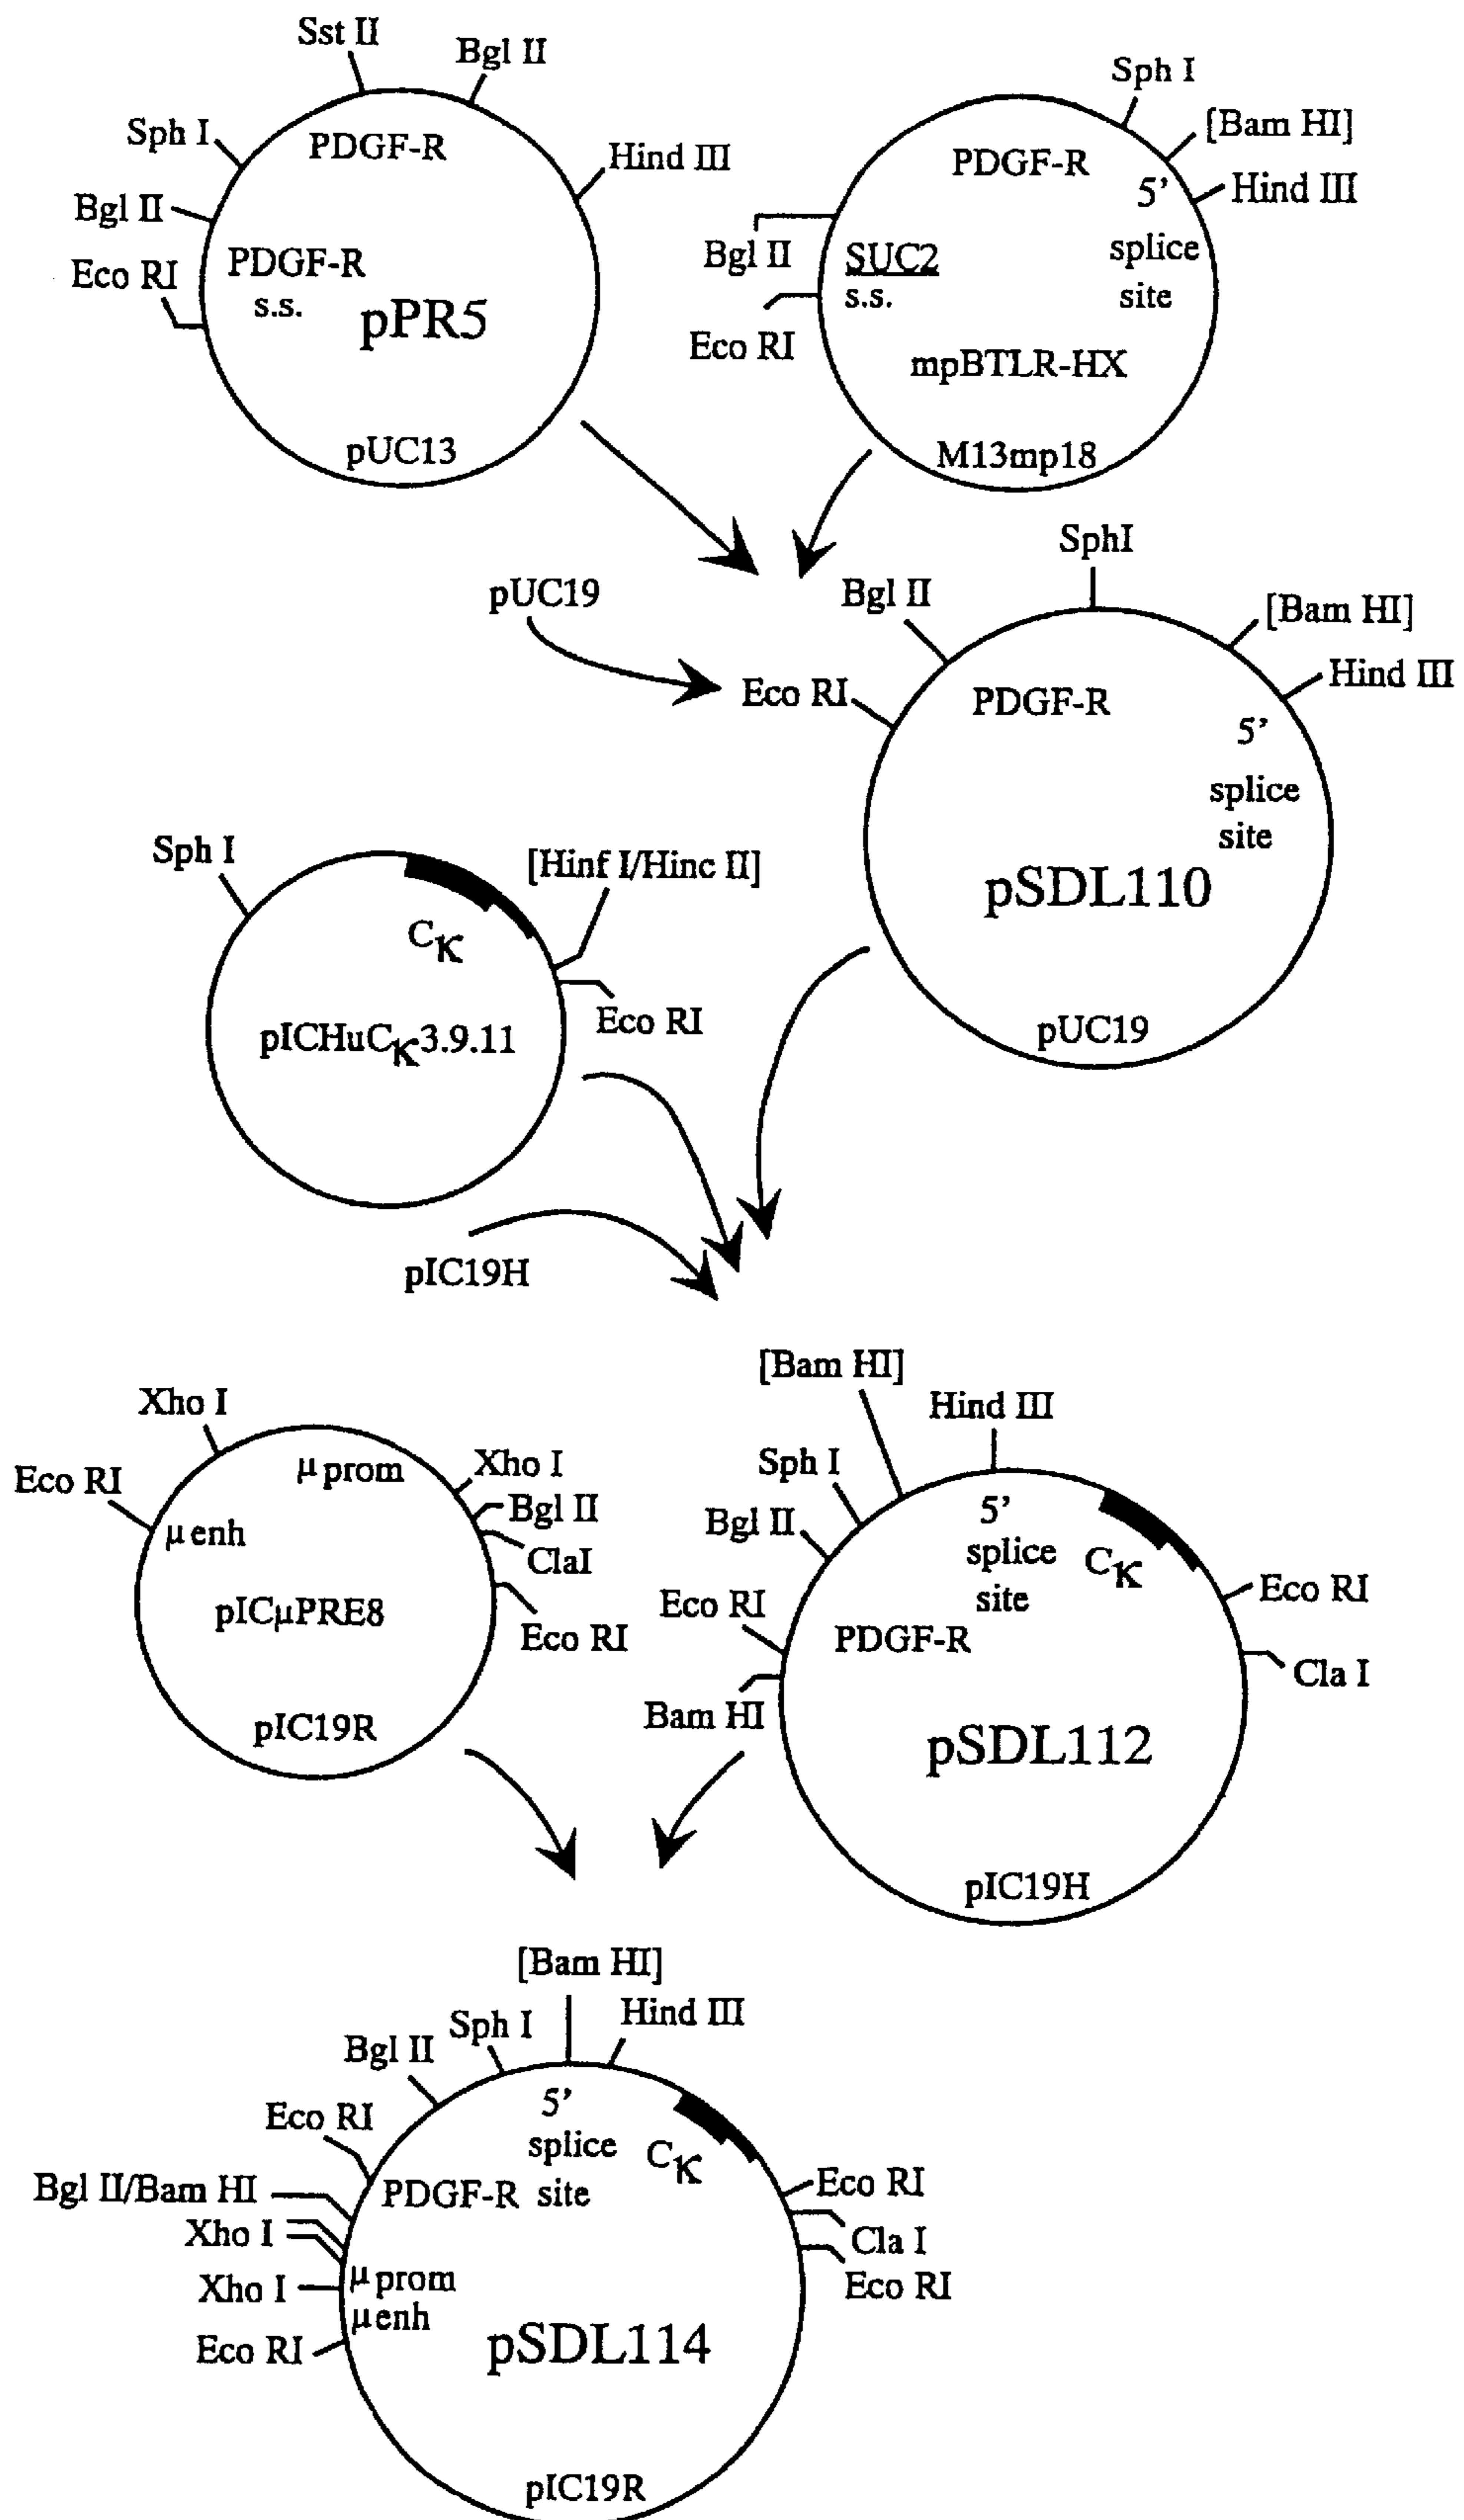 Sst II
Bgl II
Sph I
PDGF-R
Hind III
Bgl II
Eco RI
PDGF-R
s.s.
pPR5
pUC13
Sph I
[Bam HI]
PDGF-R
5’
Hind III
Bgl II
SUC2
s.s.
splice
site
Eco RI
mpBTLR-HX
M13mp18
pUC19
SphI
Bgl II
[Bam HI]
Eco RI
PDGF-R
Hind III
5’
splice
site
pSDL110
pUC19
Sph I
[Hinf I/Hinc II]
CK
Eco RI
pICHuCK3.9.11
pIC19H
Xho I
Eco RI
μ prom
Xho I
μ enh
Bgl II
ClaI
pICμPRE8
Eco RI
pIC19R
[Bam HI]
Hind III
Sph I
Bgl II
5’
splice
site
CK
Eco RI
Eco RI
PDGF-R
Cla I
Bam HI
pSDL112
pIC19H
[Bam HI]
Hind III
Sph I
Bgl II
5’
Eco RI
splice
CK
Bgl II/Bam HI
PDGF-R site
Eco RI
Xho I
Cla I
Xho I
μ prom
Eco RI
μ enh
Eco RI
pSDL114
pIC19R